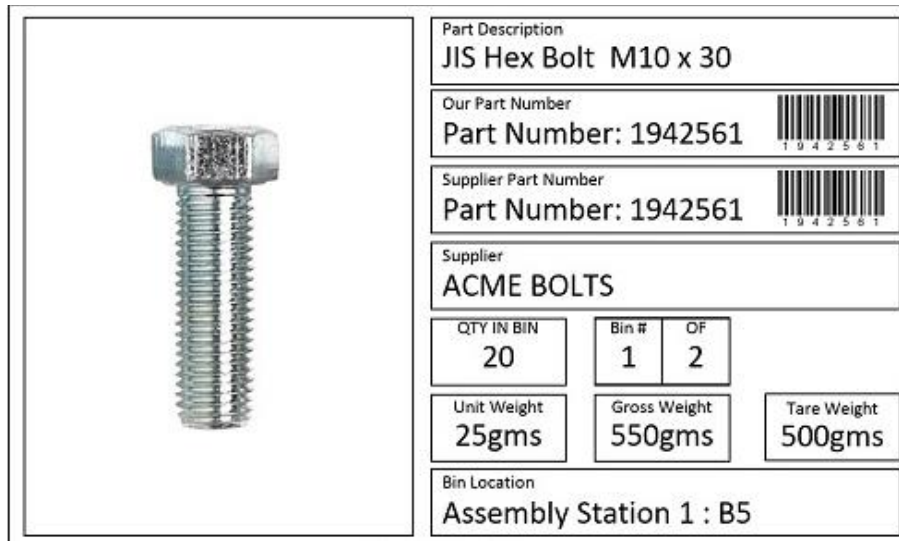 Part Description
JIS Hex Bolt M10 x 30
Our Part Number
Part Number: 1942561
1 9 4 2 5 6 1
Supplier Part Number
Part Number: 1942561
1 9 4 2 5 6 1
Supplier
ACME BOLTS
QTY IN BIN
20
Bin #
1
OF
2
Unit Weight
25gms
Gross Weight
550gms
Tare Weight
500gms
Bin Location
Assembly Station 1 : B5